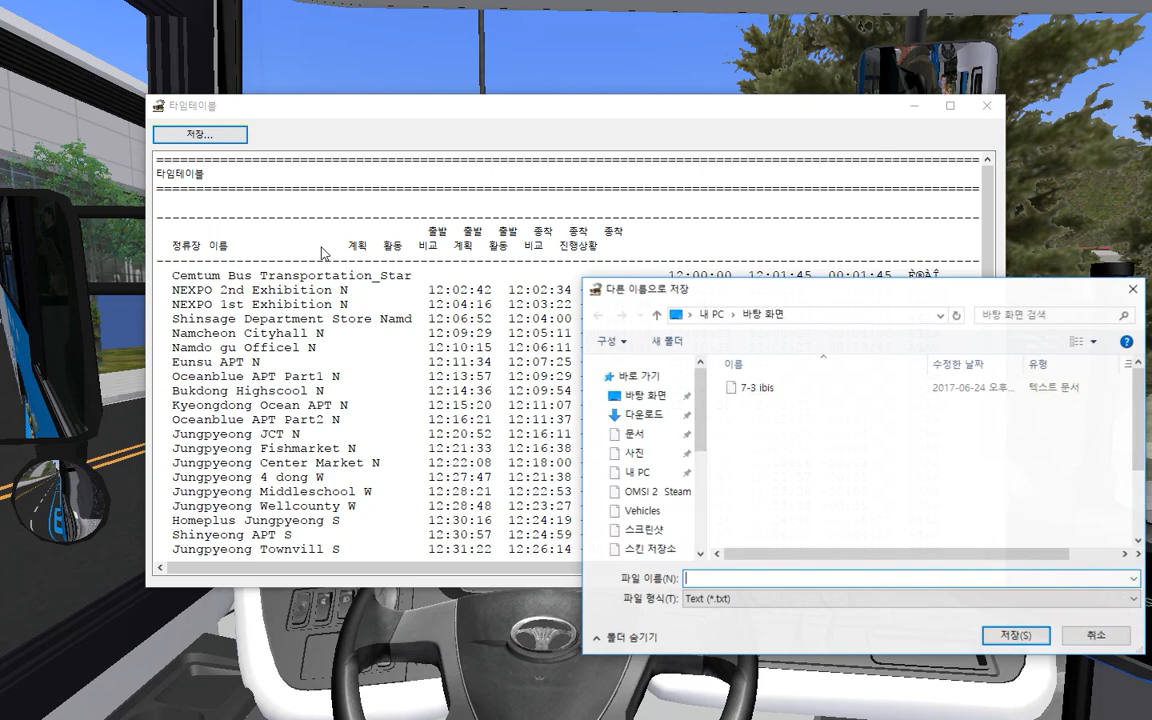 타임테이블
저장...
타임테이블
출발 출발 출발 종착 종착 종착
정류장 이름 계획 활동 비교 계획 활동 비교 진행상황
Cemtum Bus Transportation_Star 12:00:00 12:01:45 00:01:45
NEXPO 2nd Exhibition N 12:02:42 12:02:34
NEXPO 1st Exhibition N 12:04:16 12:03:22
Shinsage Department Store Namd 12:06:52 12:04:00
Namcheon Cityhall N 12:09:29 12:05:11
Namdo gu Officel N 12:10:15 12:06:11
Eunsu APT N 12:11:34 12:07:25
Oceanblue APT Part1 N 12:13:57 12:09:29
Bukdong Highscool N 12:14:36 12:09:54
Kyeongdong Ocean APT N 12:15:20 12:11:07
Oceanblue APT Part2 N 12:16:21 12:11:37
Jungpyeong JCT N 12:20:52 12:16:11
Jungpyeong Fishmarket N 12:21:33 12:16:38
Jungpyeong Center Market N 12:22:08 12:18:00
Jungpyeong 4 dong W 12:27:47 12:21:38
Jungpyeong Middleschool W 12:28:21 12:22:53
Jungpyeong Wellcounty W 12:28:48 12:23:27
Homeplus Jungpyeong S 12:30:16 12:24:19
Shinyeong APT S 12:30:57 12:24:59
Jungpyeong Townvill S 12:31:22 12:26:14
다른 이름으로 저장
내 PC 바탕 화면
바탕 화면 검색
구성 새 폴더
이름 수정한 날짜 유형
7-3 ibis 2017-06-24 오후... 텍스트 문서
바로 가기
바탕 화면
다운로드
문서
사진
내 PC
OMSI 2 Steam
Vehicles
스크린샷
스킨 저장소
파일 이름(N):
파일 형식(T): Text (*.txt)
폴더 숨기기
저장(S) 취소